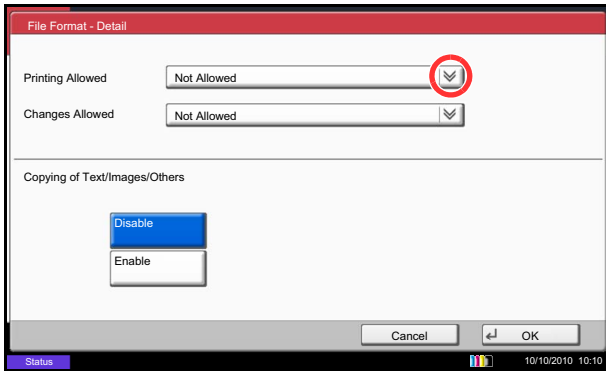 File Format - Detail
Printing Allowed Not Allowed
Changes Allowed Not Allowed
Copying of Text/Images/Others
Disable
Enable
Cancel OK
Status 10/10/2010 10:10